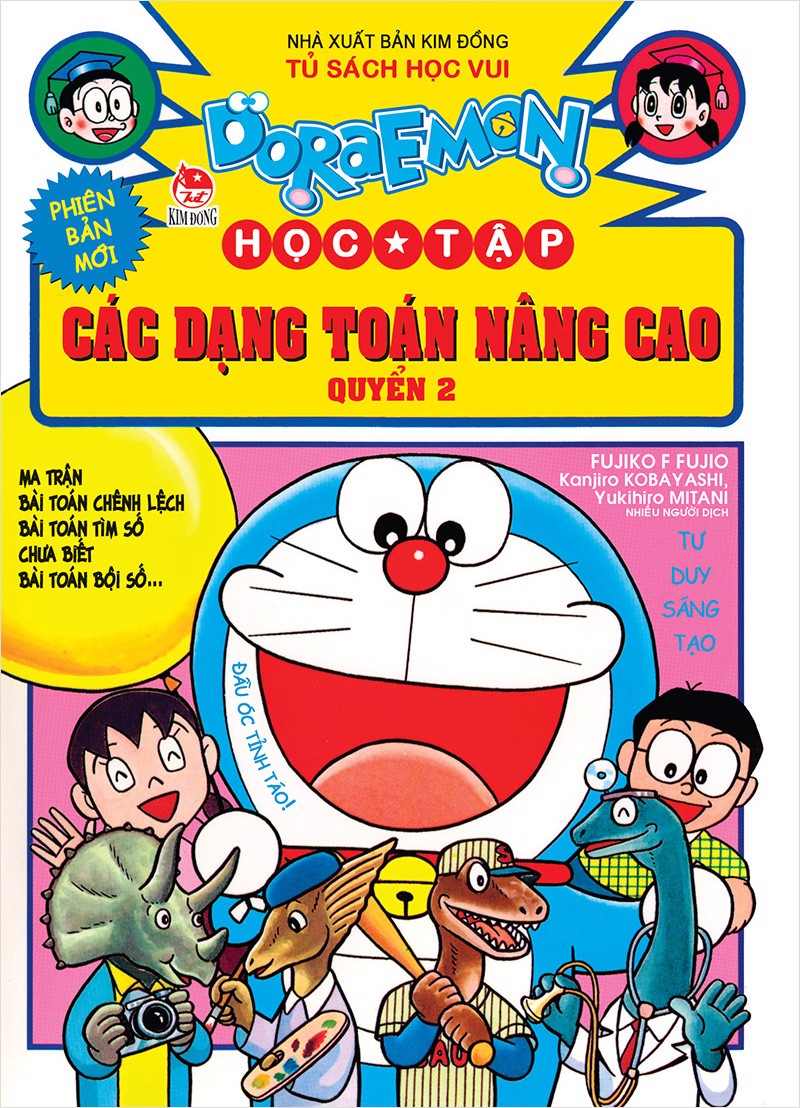 NHÀ XUẤT BẢN KIM ĐỒNG
TỦ SÁCH HỌC VUI
DORAEMON
KIM ĐỒNG
PHIÊN
BẢN
MỚI
HỌC★TẬP
CÁC DẠNG TOÁN NÂNG CAO
QUYỂN 2
MA TRẬN
BÀI TOÁN CHÊNH LỆCH
BÀI TOÁN TÌM SỐ
CHƯA BIẾT
BÀI TOÁN BỘI SỐ...
FUJIKO F FUJIO
Kanjiro KOBAYASHI,
Yukihiro MITANI
NHIỀU NGƯỜI DỊCH
TƯ
DUY
SÁNG
TẠO
ĐẦU ÓC TỈNH TÁO!